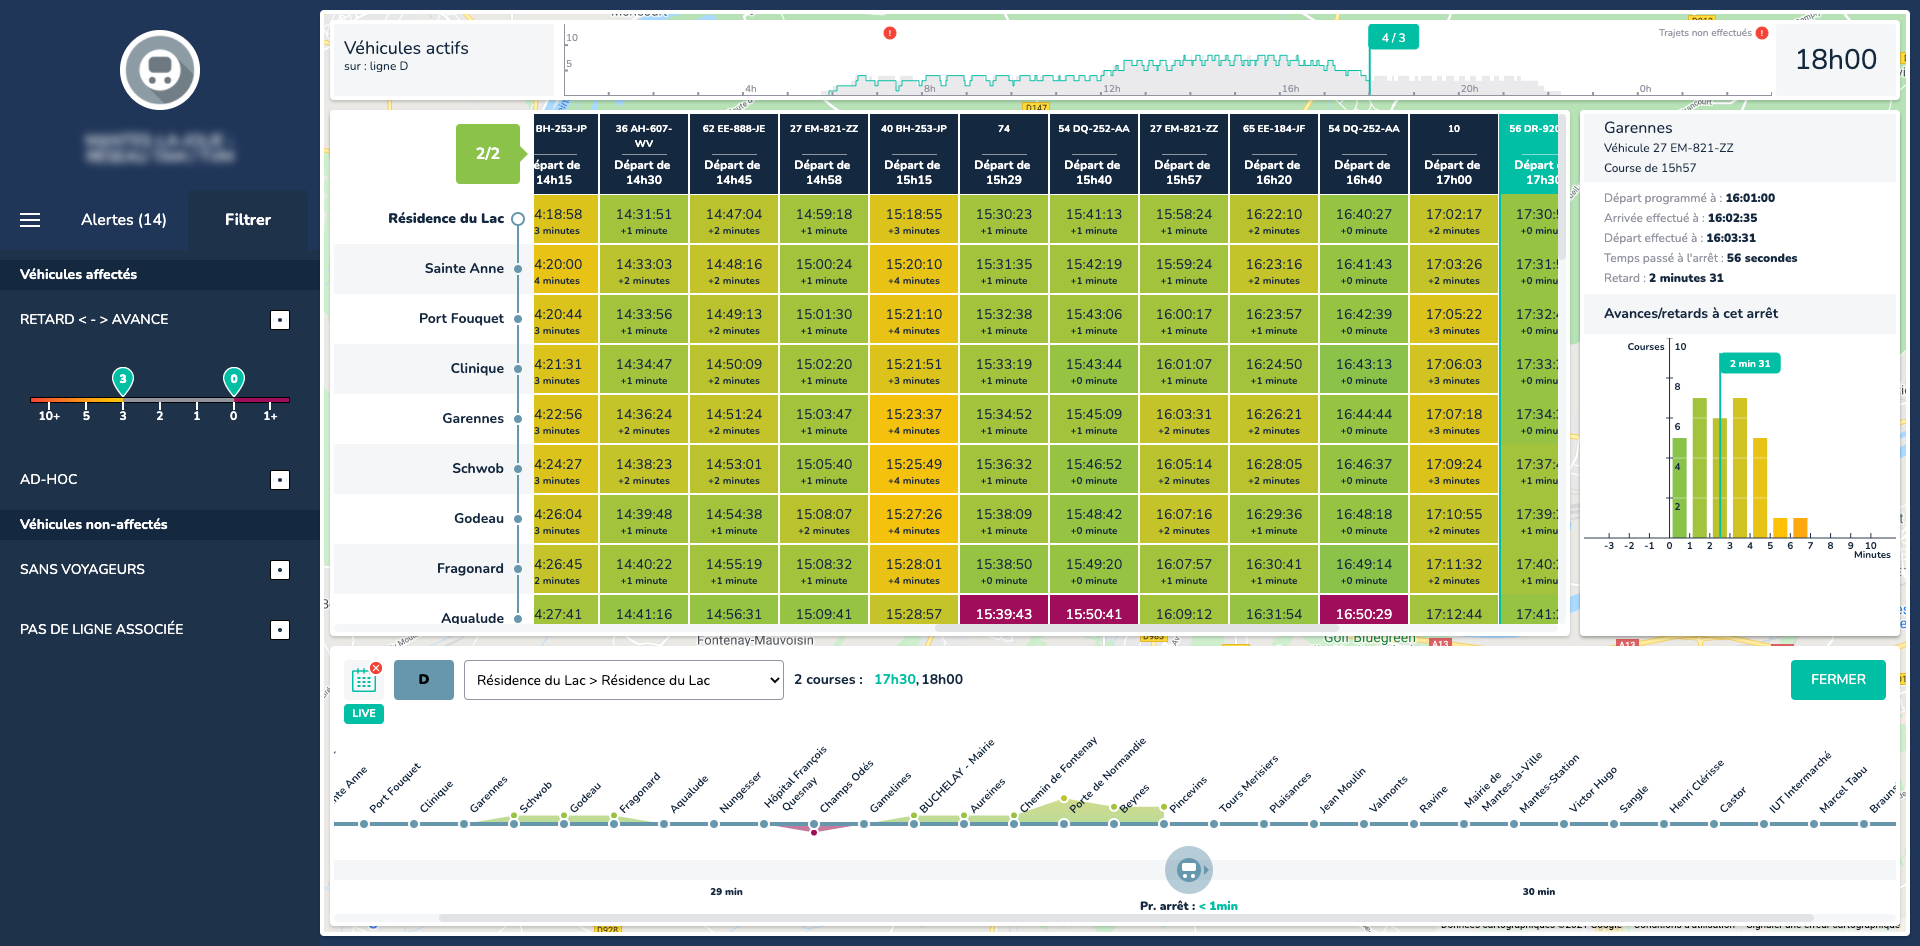 Alertes (14)
Filtrer
Véhicules affectés
RETARD < - > AVANCE
3
0
10+ 5 3 2 1 0 1+
AD-HOC
Véhicules non-affectés
SANS VOYAGEURS
PAS DE LIGNE ASSOCIÉE
Véhicules actifs
sur : ligne D
10
5
4h 8h 12h 16h 20h 0h
4 / 3
Trajets non effectués
18h00
D147
2/2
BH-253-JP 36 AH-607-WV 62 EE-888-JE 27 EM-821-ZZ 40 BH-253-JP 74 54 DQ-252-AA 27 EM-821-ZZ 65 EE-184-JF 54 DQ-252-AA 10 56 DR-920
épart de Départ de Départ de Départ de Départ de Départ de Départ de Départ de Départ de Départ de Départ de Départ
14h15 14h30 14h45 14h58 15h15 15h29 15h40 15h57 16h20 16h40 17h00 17h30
Résidence du Lac 4:18:58 14:31:51 14:47:04 14:59:18 15:18:55 15:30:23 15:41:13 15:58:24 16:22:10 16:40:27 17:02:17 17:30:
3 minutes +1 minute +2 minutes +1 minute +3 minutes +1 minute +1 minute +1 minute +2 minutes +0 minute +2 minutes +0 minu
Sainte Anne 4:20:00 14:33:03 14:48:16 15:00:24 15:20:10 15:31:35 15:42:19 15:59:24 16:23:16 16:41:43 17:03:26 17:31:
4 minutes +2 minutes +2 minutes +1 minute +4 minutes +1 minute +1 minute +1 minute +2 minutes +0 minute +2 minutes +0 minu
Port Fouquet 4:20:44 14:33:56 14:49:13 15:01:30 15:21:10 15:32:38 15:43:06 16:00:17 16:23:57 16:42:39 17:05:22 17:32:
3 minutes +1 minute +2 minutes +1 minute +4 minutes +1 minute +1 minute +1 minute +1 minute +0 minute +3 minutes +0 minu
Clinique 4:21:31 14:34:47 14:50:09 15:02:20 15:21:51 15:33:19 15:43:44 16:01:07 16:24:50 16:43:13 17:06:03 17:33:
3 minutes +1 minute +2 minutes +1 minute +3 minutes +1 minute +0 minute +1 minute +1 minute +0 minute +3 minutes +0 minu
Garennes 4:22:56 14:36:24 14:51:24 15:03:47 15:23:37 15:34:52 15:45:09 16:03:31 16:26:21 16:44:44 17:07:18 17:34:
3 minutes +2 minutes +2 minutes +1 minute +4 minutes +1 minute +1 minute +2 minutes +2 minutes +0 minute +3 minutes +0 minu
Schwob 4:24:27 14:38:23 14:53:01 15:05:40 15:25:49 15:36:32 15:46:52 16:05:14 16:28:05 16:46:37 17:09:24 17:37:
3 minutes +2 minutes +2 minutes +1 minute +4 minutes +1 minute +0 minute +2 minutes +2 minutes +0 minute +3 minutes +1 minu
Godeau 4:26:04 14:39:48 14:54:38 15:08:07 15:27:26 15:38:09 15:48:42 16:07:16 16:29:36 16:48:18 17:10:55 17:39:
3 minutes +1 minute +1 minute +2 minutes +4 minutes +1 minute +0 minute +2 minutes +1 minute +0 minute +2 minutes +1 minu
Fragonard 4:26:45 14:40:22 14:55:19 15:08:32 15:28:01 15:38:50 15:49:20 16:07:57 16:30:41 16:49:14 17:11:32 17:40:
2 minutes +1 minute +1 minute +1 minute +4 minutes +0 minute +0 minute +1 minute +1 minute +0 minute +2 minutes +1 minu
Aqualude 4:27:41 14:41:16 14:56:31 15:09:41 15:28:57 15:39:43 15:50:41 16:09:12 16:31:54 16:50:29 17:12:44 17:41:
Garennes
Véhicule 27 EM-821-ZZ
Course de 15h57
Départ programmé à : 16:01:00
Arrivée effectué à : 16:02:35
Départ effectué à : 16:03:31
Temps passé à l'arrêt : 56 secondes
Retard : 2 minutes 31
Avances/retards à cet arrêt
Courses 10
2 min 31
8
6
4
2
-3 -2 -1 0 1 2 3 4 5 6 7 8 9 10
Minutes
Fontenay-Mauvoisin
D983
Golf Bluegreen
A13
A13
D
Résidence du Lac > Résidence du Lac
2 courses : 17h30, 18h00
FERMER
LIVE
nte Anne
Port Fouquet
Clinique
Garennes
Schwob
Godeau
Fragonard
Aqualude
Nungesser
Hôpital François
Quesnay
Champs Odés
Gamelines
BUCHELAY - Mairie
Aureines
Chemin de Fontenay
Porte de Normandie
Beynes
Pincevins
Tours Merisiers
Plaisances
Jean Moulin
Valmonts
Ravine
Mairie de
Mantes-la-Ville
Mantes-Station
Victor Hugo
Sangle
Henri Clérisse
Castor
IUT Intermarché
Marcel Tabu
Brauns
29 min
30 min
Pr. arrêt : < 1min
D928